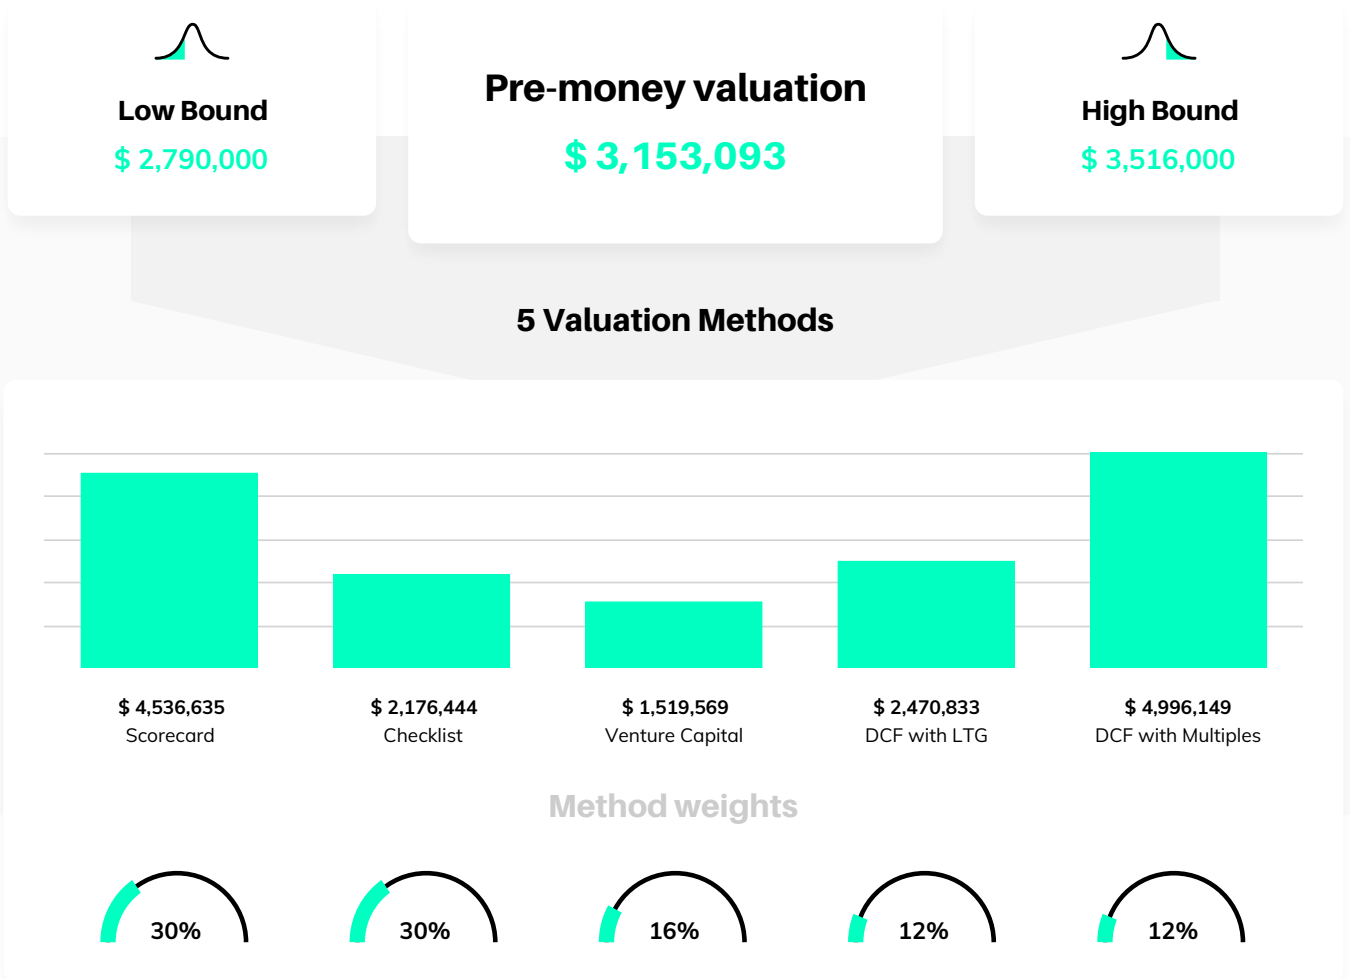 Low Bound
$ 2,790,000
Pre-money valuation
$ 3,153,093
High Bound
$ 3,516,000
5 Valuation Methods
$ 4,536,635
Scorecard
$ 2,176,444
Checklist
$ 1,519,569
Venture Capital
$ 2,470,833
DCF with LTG
$ 4,996,149
DCF with Multiples
Method weights
30%
30%
16%
12%
12%